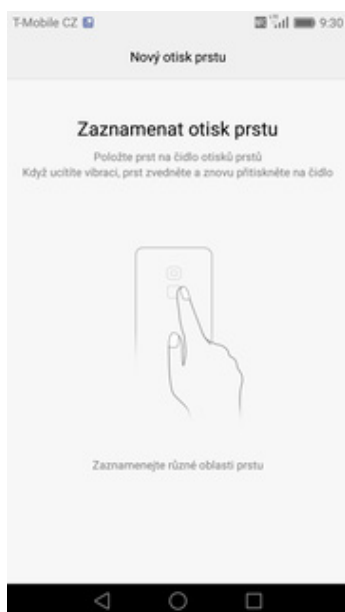 T-Mobile CZ 9:30
Nový otisk prstu
Zaznamenat otisk prstu
Položte prst na čidlo otisků prstů
Když ucítíte vibraci, prst zvedněte a znovu přitiskněte na čidlo
Zaznamenejte různé oblasti prstu